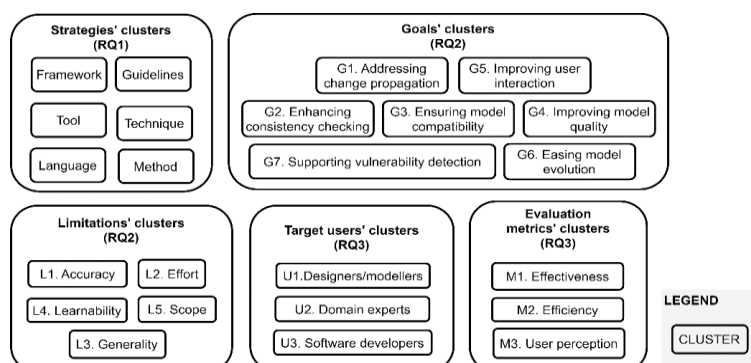 Strategies' clusters
(RQ1)
Framework
Guidelines
Tool
Technique
Language
Method
Goals' clusters
(RQ2)
G1. Addressing
change propagation
G5. Improving user
interaction
G2. Enhancing
consistency checking
G3. Ensuring model
compatibility
G4. Improving model
quality
G7. Supporting vulnerability detection
G6. Easing model
evolution
Limitations' clusters
(RQ2)
L1. Accuracy
L2. Effort
L4. Learnability
L5. Scope
L3. Generality
Target users' clusters
(RQ3)
U1.Designers/modellers
U2. Domain experts
U3. Software developers
Evaluation
metrics' clusters
(RQ3)
M1. Effectiveness
M2. Efficiency
M3. User perception
LEGEND
CLUSTER